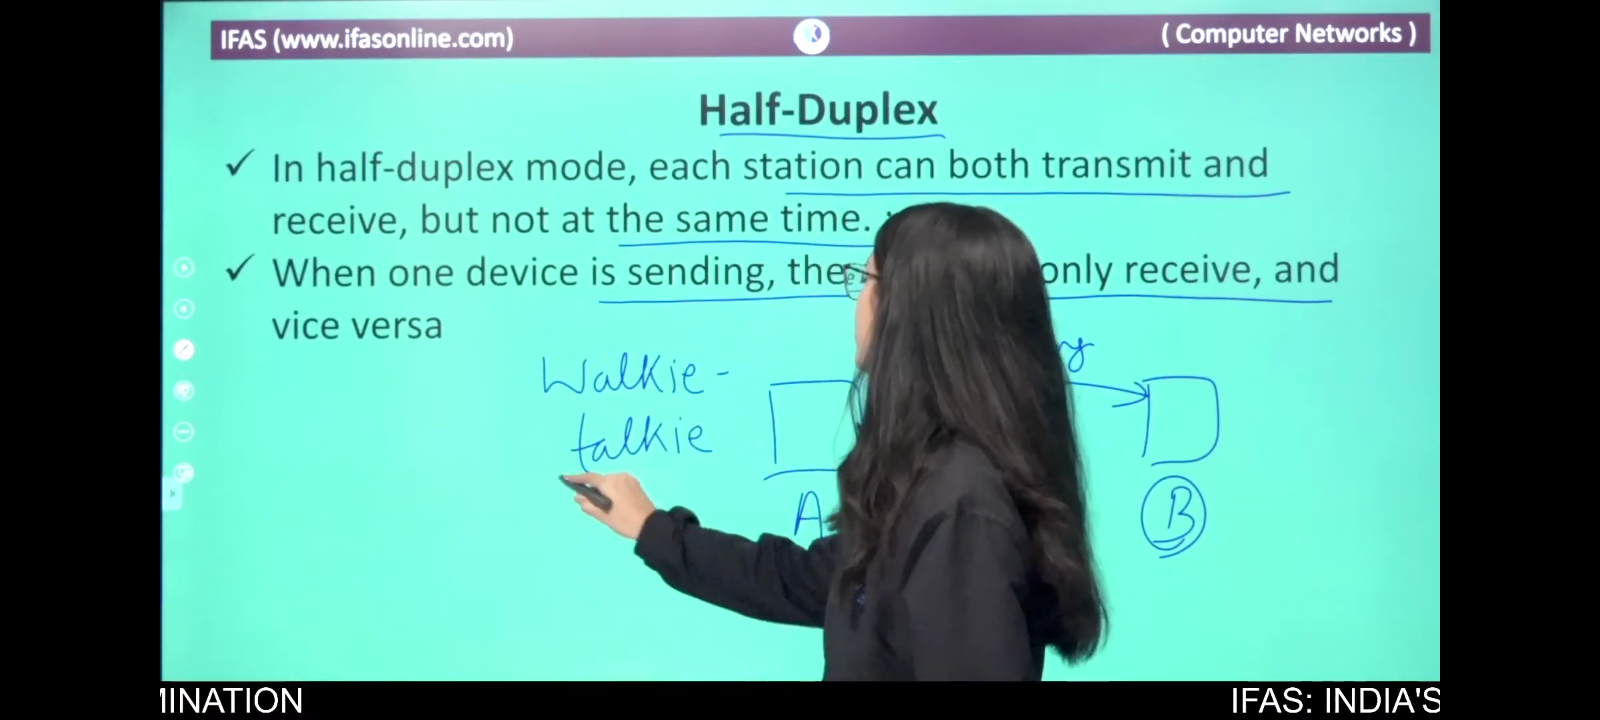 IFAS (www.ifasonline.com)
( Computer Networks )
Half-Duplex
✓ In half-duplex mode, each station can both transmit and
receive, but not at the same time.
✓ When one device is sending, the only receive, and
vice versa
Walkie-
talkie
A
B
MINATION
IFAS: INDIA'S